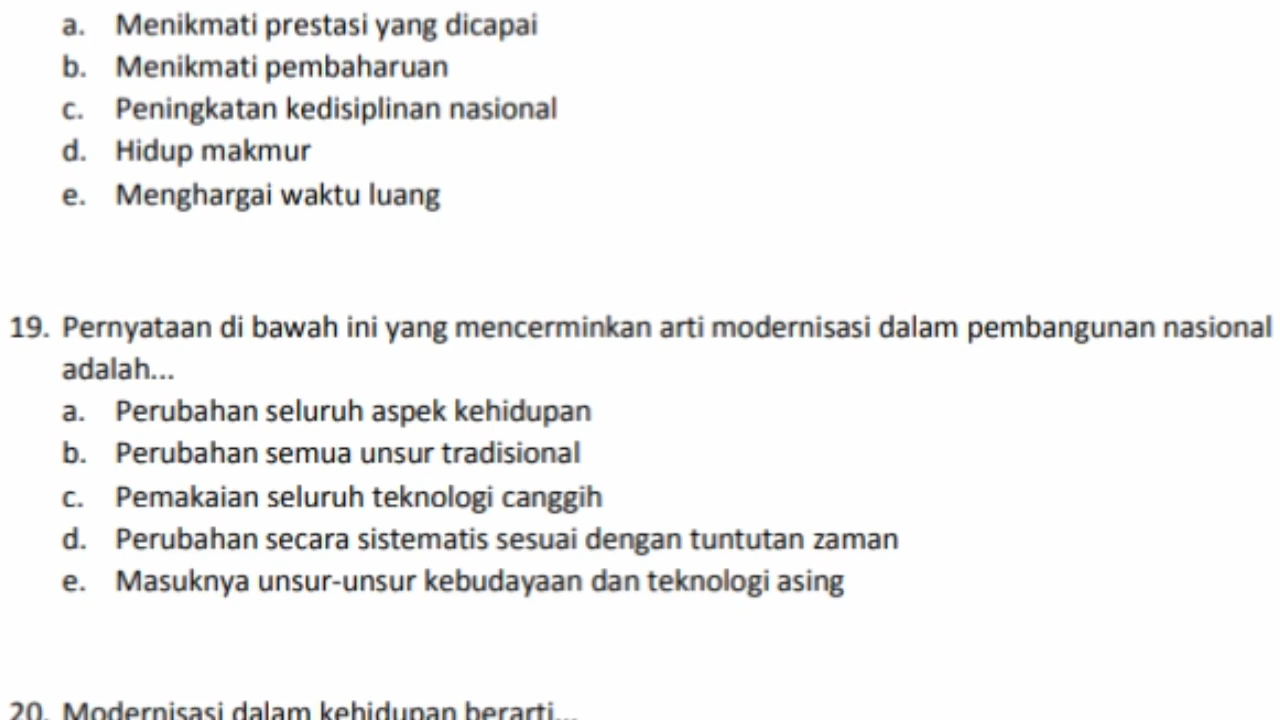 a. Menikmati prestasi yang dicapai
b. Menikmati pembaharuan
c. Peningkatan kedisiplinan nasional
d. Hidup makmur
e. Menghargai waktu luang
19. Pernyataan di bawah ini yang mencerminkan arti modernisasi dalam pembangunan nasional
adalah...
a. Perubahan seluruh aspek kehidupan
b. Perubahan semua unsur tradisional
c. Pemakaian seluruh teknologi canggih
d. Perubahan secara sistematis sesuai dengan tuntutan zaman
e. Masuknya unsur-unsur kebudayaan dan teknologi asing
20. Modernisasi dalam kehidupan berarti...